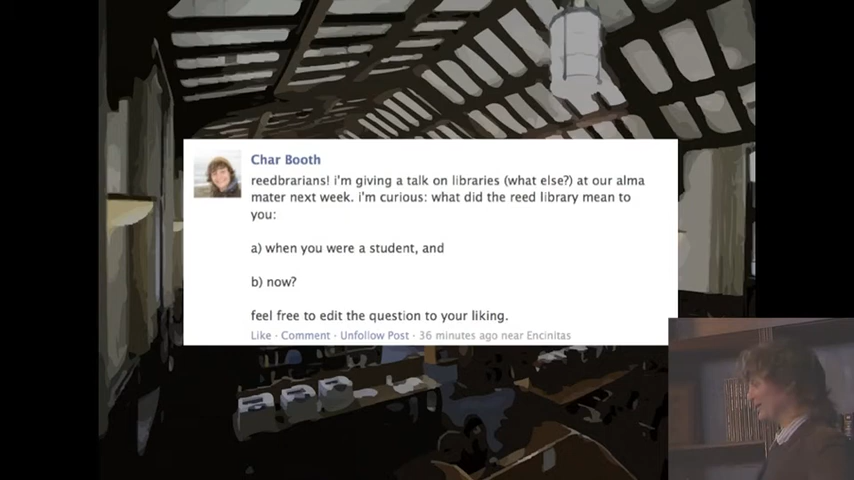 Char Booth
reedbrarians! i'm giving a talk on libraries (what else?) at our alma
mater next week. i'm curious: what did the reed library mean to
you:
a) when you were a student, and
b) now?
feel free to edit the question to your liking.
Like · Comment · Unfollow Post · 36 minutes ago near Encinitas